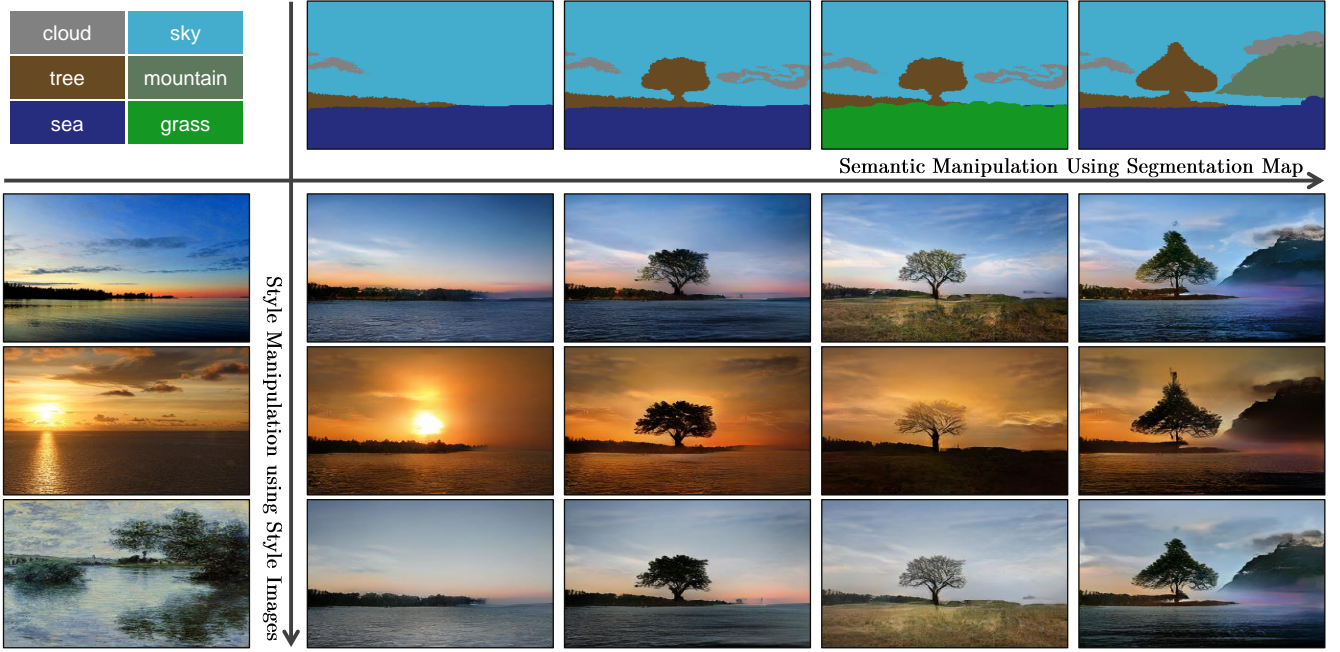 cloud
sky
tree
mountain
sea
grass
Semantic Manipulation Using Segmentation Map
Style Manipulation using Style Images